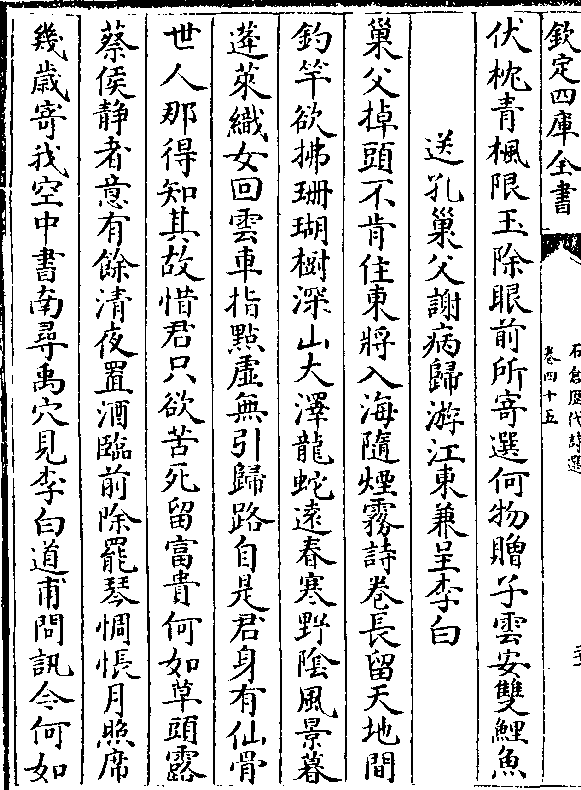 欽定四庫全書
石倉歷代詩選
卷四十五
伏枕青楓限玉除眼前所寄選何物贈子雲安雙鯉魚
送孔巢父謝病歸游江東兼呈李白
巢父掉頭不肯住東將入海隨煙霧詩卷長留天地間
釣竿欲拂珊瑚樹深山大澤龍蛇遠春寒野陰風景暮
蓬萊織女回雲車指點虛無引歸路自是君身有仙骨
世人那得知其故惜君只欲苦死留富貴何如草頭露
蔡侯静者意有餘清夜置酒臨前除罷琴惆悵月照席
幾歲寄我空中書南尋禹穴見李白道甫問訊今何如